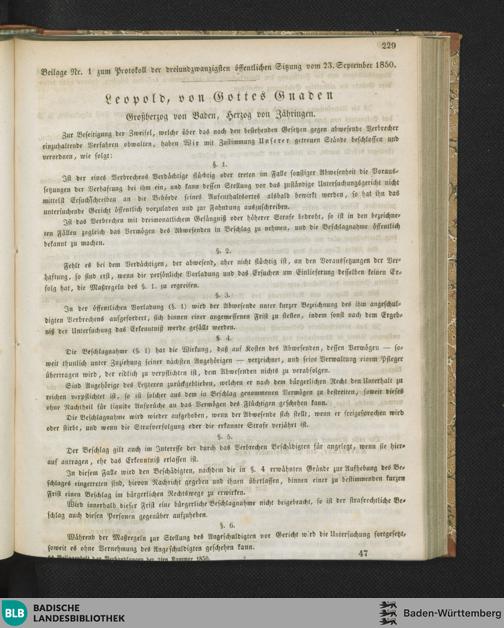 229
Beilage Nr. 1 zum Protokoll der dreiundzwanzigsten öffentlichen Sitzung vom 23. September 1850.
Leopold, von Gottes Gnaden
Großherzog von Baden, Herzog von Zähringen.
Zur Beseitigung der Zweifel, welche über das nach den bestehenden Gesetzen gegen abwesende Verbrecher
einzuhaltende Verfahren obwalten, haben Wir mit Zustimmung Unserer getreuen Stände beschlossen und
verordnen, wie folgt:
§. 1.
Ist der eines Verbrechens Verdächtige flüchtig oder treten im Falle sonstiger Abwesenheit die Voraus-
setzungen der Verhaftung bei ihm ein, und kann dessen Stellung vor das zuständige Untersuchungsgericht nicht
mittelst Ersuchschreiben an die Behörde seines Aufenthaltsortes alsbald bewirkt werden, so hat ihn das
untersuchende Gericht öffentlich vorzuladen und zur Fahndung auszuschreiben.
Ist das Verbrechen mit dreimonatlichem Gefängniß oder höherer Strafe bedroht, so ist in den bezeichne-
ten Fällen zugleich das Vermögen des Abwesenden in Beschlag zu nehmen, und die Beschlagnahme öffentlich
bekannt zu machen.
§. 2.
Fehlt es bei dem Verdächtigen, der abwesend, aber nicht flüchtig ist, an den Voraussetzungen der Ver-
haftung, so sind erst, wenn die persönliche Vorladung und das Ersuchen um Einlieferung desselben keinen Er-
folg hat, die Maßregeln des §. 1. zu ergreifen.
§. 3.
In der öffentlichen Vorladung (§. 1) wird der Abwesende unter kurzer Bezeichnung des ihm angeschul-
digten Verbrechens aufgefordert, sich binnen einer angemessenen Frist zu stellen, indem sonst nach dem Ergeb-
niß der Untersuchung das Erkenntniß werde gefällt werden.
§. 4.
Die Beschlagnahme (§. 1) hat die Wirkung, daß auf Kosten des Abwesenden, dessen Vermögen — so-
weit thunlich unter Zuziehung seiner nächsten Angehörigen — verzeichnet, und seine Verwaltung einem Pfleger
übertragen wird, der eidlich zu verpflichten ist, dem Abwesenden nichts zu verabfolgen.
Sind Angehörige des Letzteren zurückgeblieben, welchen er nach dem bürgerlichen Recht den Unterhalt zu
reichen verpflichtet ist, so ist solcher aus dem in Beschlag genommenen Vermögen zu bestreiten, soweit dieses
ohne Nachtheil für liquide Ansprüche an das Vermögen des Flüchtigen geschehen kann.
Die Beschlagnahme wird wieder aufgehoben, wenn der Abwesende sich stellt, wenn er freigesprochen wird
oder stirbt, und wenn die Strafverfolgung oder die erkannte Strafe verjährt ist.
§. 5.
Der Beschlag gilt auch im Interesse der durch das Verbrechen Beschädigten für angelegt, wenn sie hier-
auf antragen, ehe das Erkenntniß erlassen ist.
In diesem Falle wird den Beschädigten, nachdem die in §. 4 erwähnten Gründe zur Aufhebung des Be-
schlages eingetreten sind, hievon Nachricht gegeben und ihnen überlassen, binnen einer zu bestimmenden kurzen
Frist einen Beschlag im bürgerlichen Rechtswege zu erwirken.
Wird innerhalb dieser Frist eine bürgerliche Beschlagnahme nicht beigebracht, so ist der strafrechtliche Be-
schlag auch diesen Personen gegenüber aufzuheben.
§. 6.
Während der Maßregeln zur Stellung des Angeschuldigten vor Gericht wird die Untersuchung fortgesetzt,
soweit es ohne Vernehmung des Angeschuldigten geschehen kann.
47
BLB
BADISCHE
LANDESBIBLIOTHEK
Baden-Württemberg